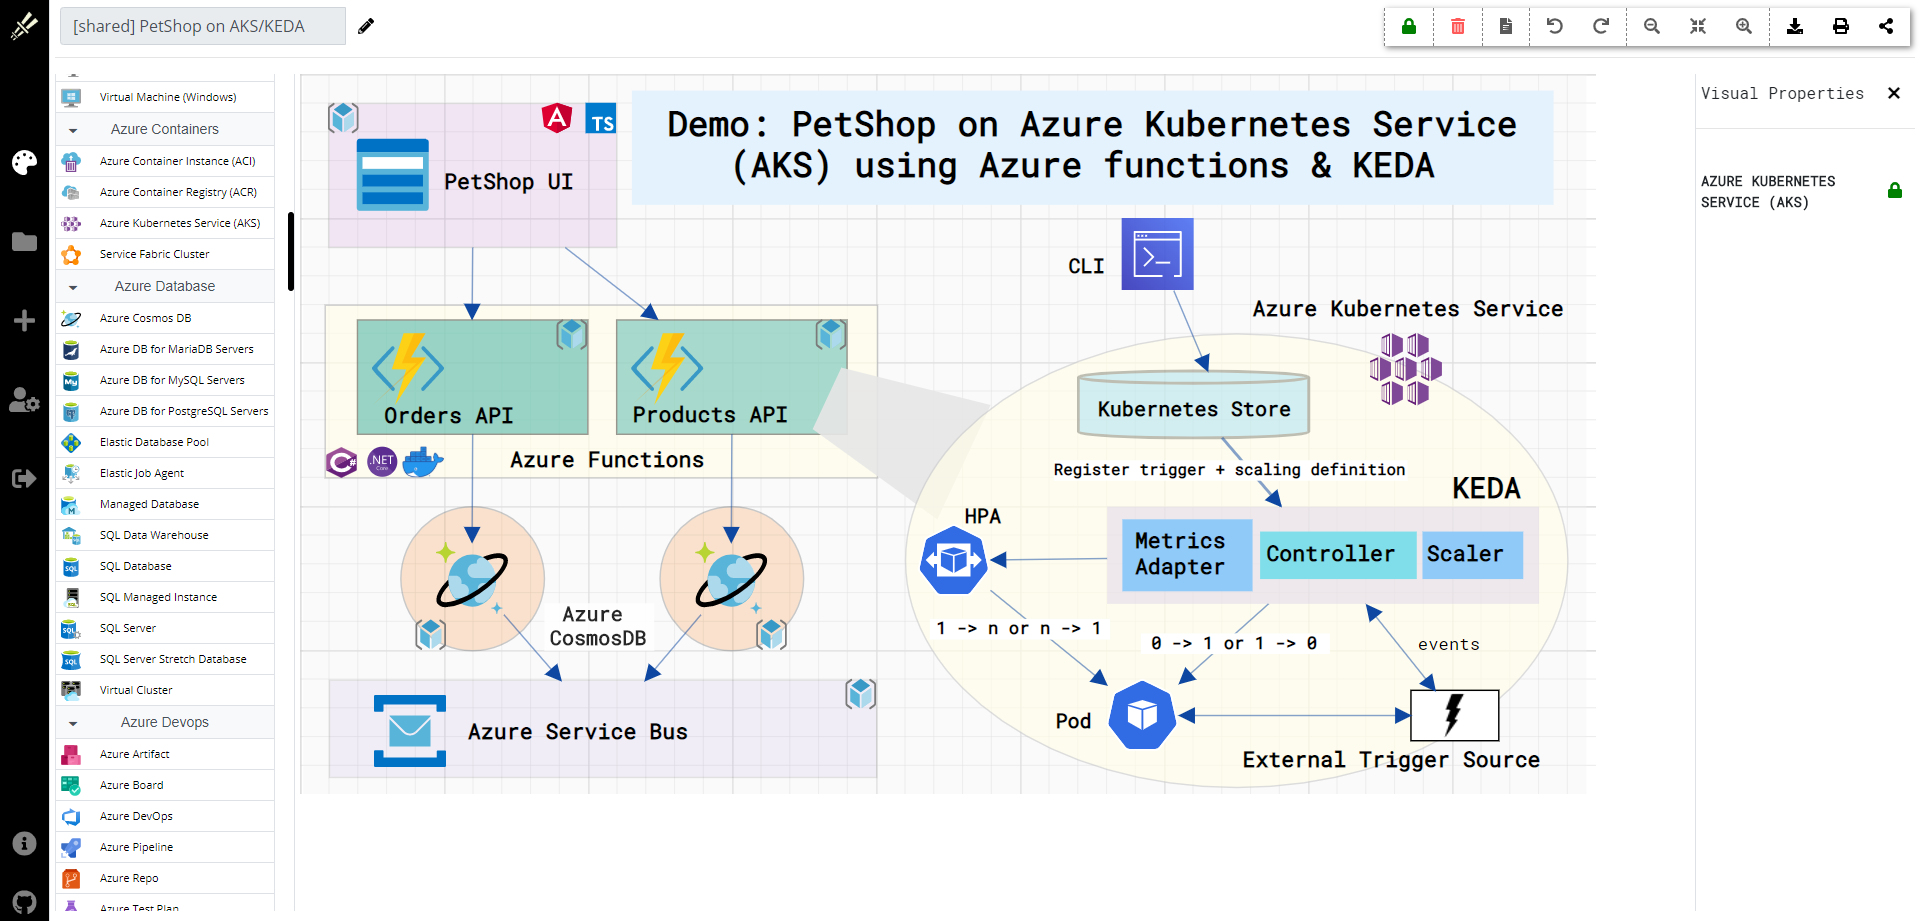 [shared] PetShop on AKS/KEDA
Virtual Machine (Windows)
Azure Containers
Azure Container Instance (ACI)
Azure Container Registry (ACR)
Azure Kubernetes Service (AKS)
Service Fabric Cluster
Azure Database
Azure Cosmos DB
Azure DB for MariaDB Servers
Azure DB for MySQL Servers
Azure DB for PostgreSQL Servers
Elastic Database Pool
Elastic Job Agent
Managed Database
SQL Data Warehouse
SQL Database
SQL Managed Instance
SQL Server
SQL Server Stretch Database
Virtual Cluster
Azure Devops
Azure Artifact
Azure Board
Azure DevOps
Azure Pipeline
Azure Repo
Azure Test Plan
A
TS
PetShop UI
Demo: PetShop on Azure Kubernetes Service
(AKS) using Azure functions & KEDA
CLI
Azure Kubernetes Service
Orders API
Products API
C#
.NET
Core
Azure Functions
Kubernetes Store
Register trigger + scaling definition
KEDA
HPA
Metrics
Adapter
Controller
Scaler
Azure
CosmosDB
1 -> n or n -> 1
0 -> 1 or 1 -> 0
events
Azure Service Bus
Pod
External Trigger Source
Visual Properties
AZURE KUBERNETES
SERVICE (AKS)